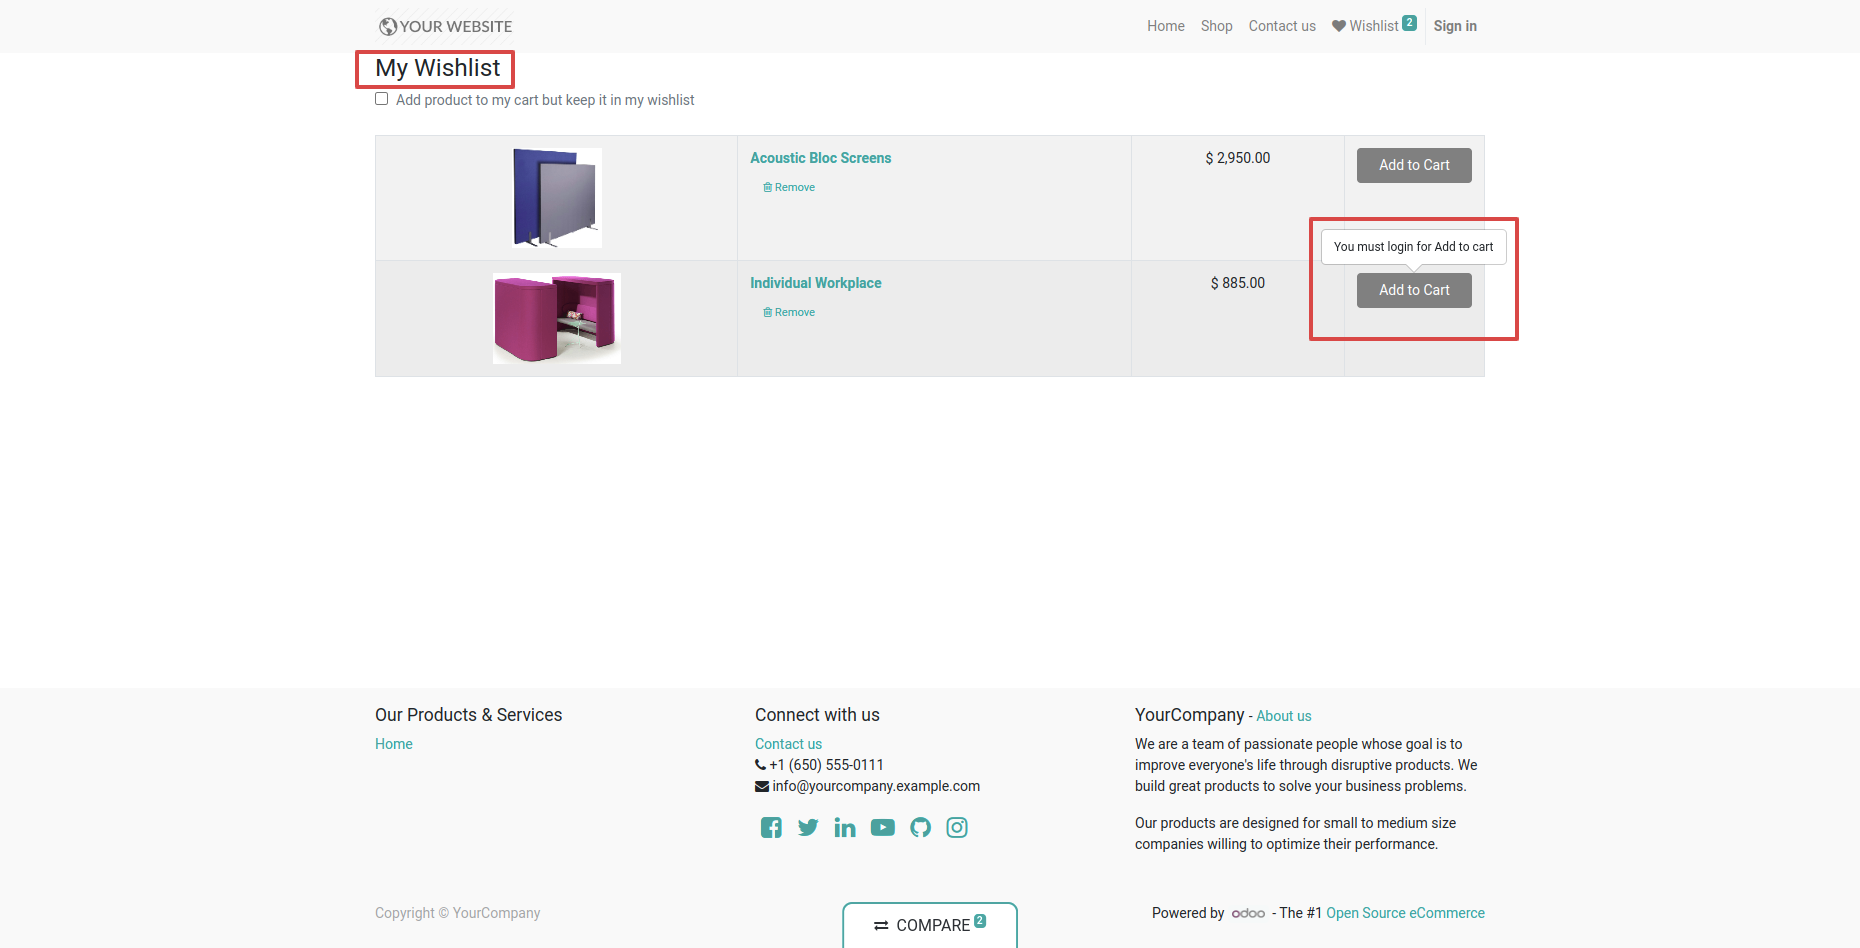 YOUR WEBSITE
Home Shop Contact us Wishlist 2 Sign in
My Wishlist
Add product to my cart but keep it in my wishlist
Acoustic Bloc Screens $ 2,950.00 Add to Cart
Remove
You must login for Add to cart
Individual Workplace $ 885.00 Add to Cart
Remove
Our Products & Services
Home
Connect with us
Contact us
+1 (650) 555-0111
info@yourcompany.example.com
YourCompany - About us
We are a team of passionate people whose goal is to
improve everyone's life through disruptive products. We
build great products to solve your business problems.
Our products are designed for small to medium size
companies willing to optimize their performance.
Copyright © YourCompany
COMPARE 2
Powered by odoo - The #1 Open Source eCommerce